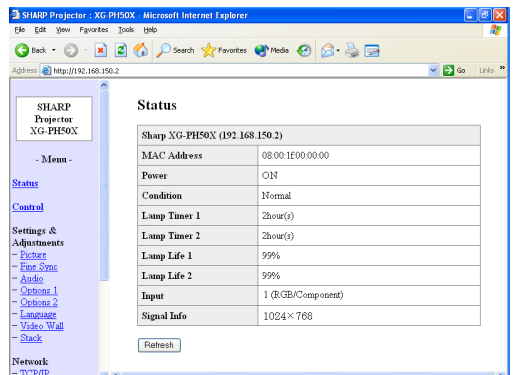 SHARP Projector : XG-PH50X - Microsoft Internet Explorer
File Edit View Favorites Tools Help
Back Search Favorites Media
Address http://192.168.150.2 Go Links »
SHARP
Projector
XG-PH50X
- Menu -
Status
Control
Settings &
Adjustments
- Picture
- Fine Sync
- Audio
- Options 1
- Options 2
- Language
- Video Wall
- Stack
Network
- TCP/IP
Status
Sharp XG-PH50X (192.168.150.2)
MAC Address 08:00:1F:00:00:00
Power ON
Condition Normal
Lamp Timer 1 2hour(s)
Lamp Timer 2 2hour(s)
Lamp Life 1 99%
Lamp Life 2 99%
Input 1 (RGB/Component)
Signal Info 1024×768
Refresh